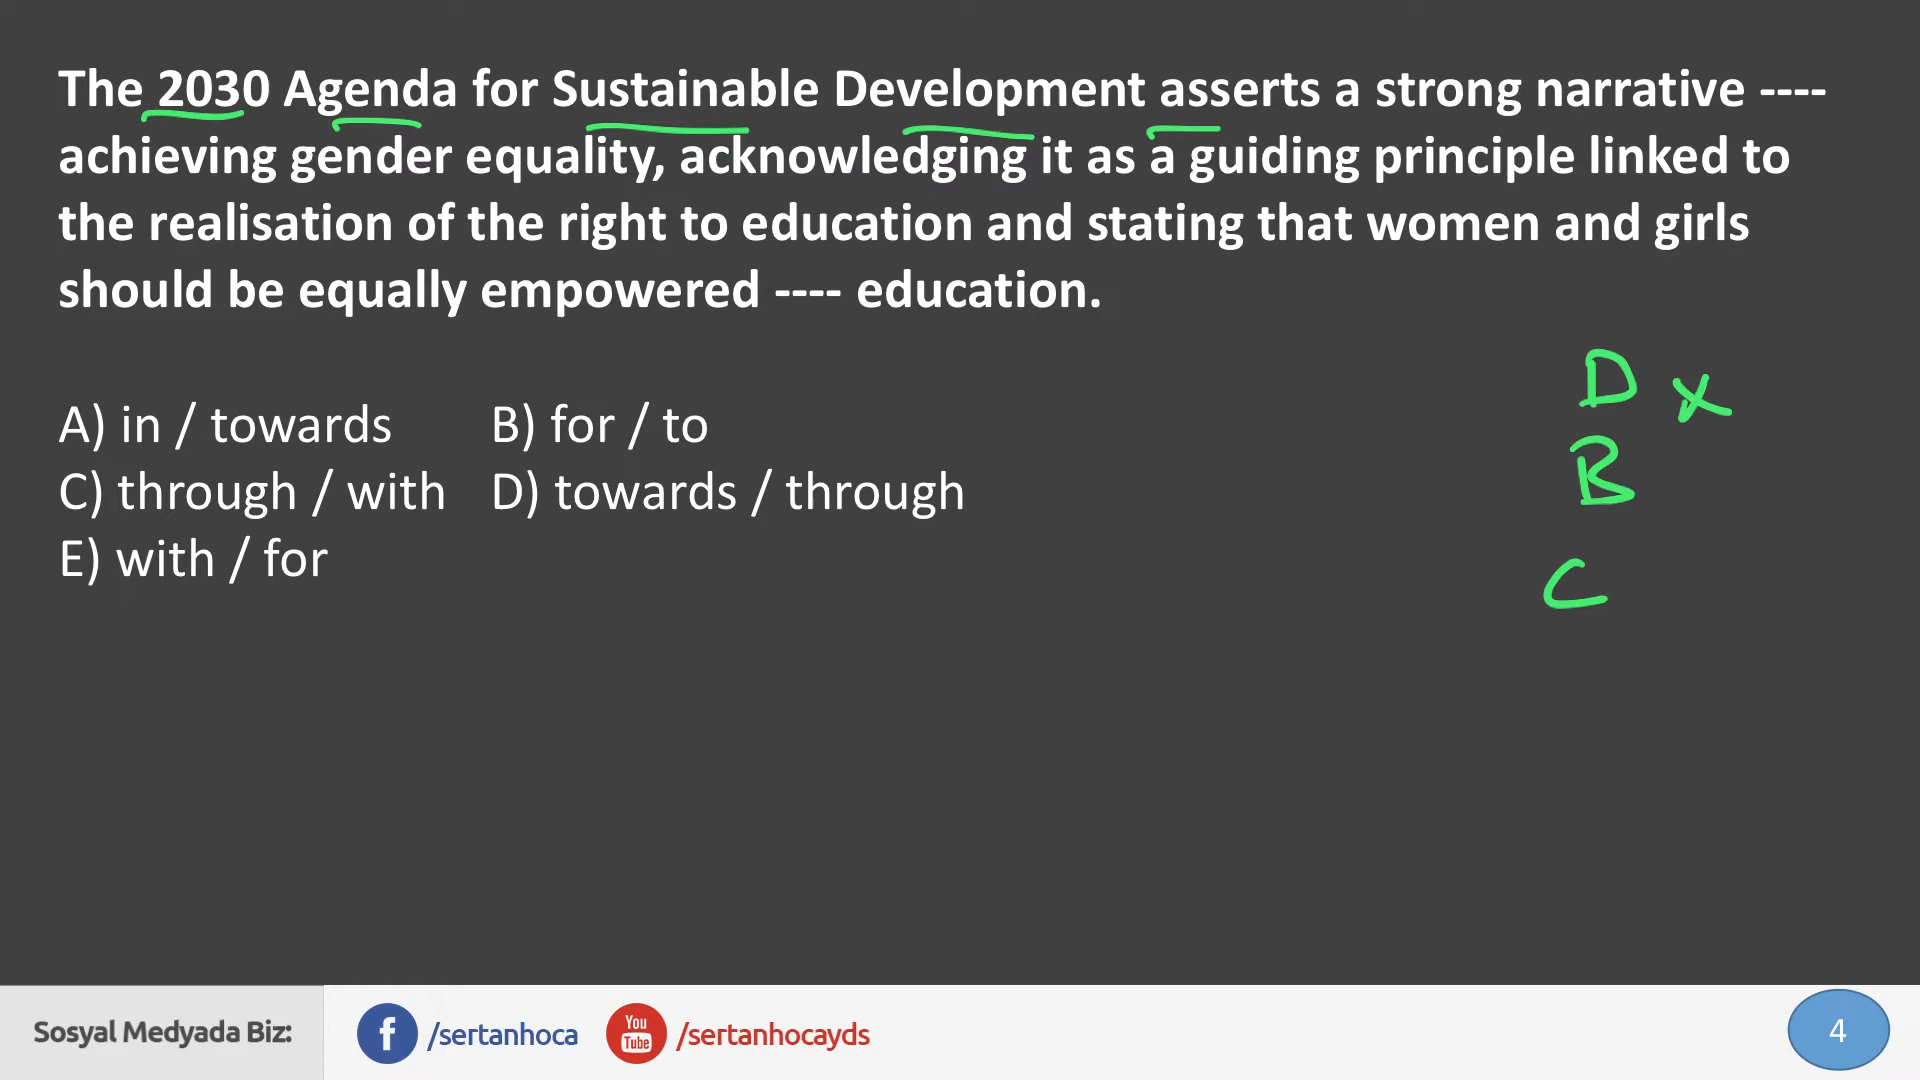 The 2030 Agenda for Sustainable Development asserts a strong narrative ----
achieving gender equality, acknowledging it as a guiding principle linked to
the realisation of the right to education and stating that women and girls
should be equally empowered ---- education.
A) in / towards B) for / to
C) through / with D) towards / through
E) with / for
D x
B
C
Sosyal Medyada Biz: f /sertanhoca You Tube /sertanhocayds 4